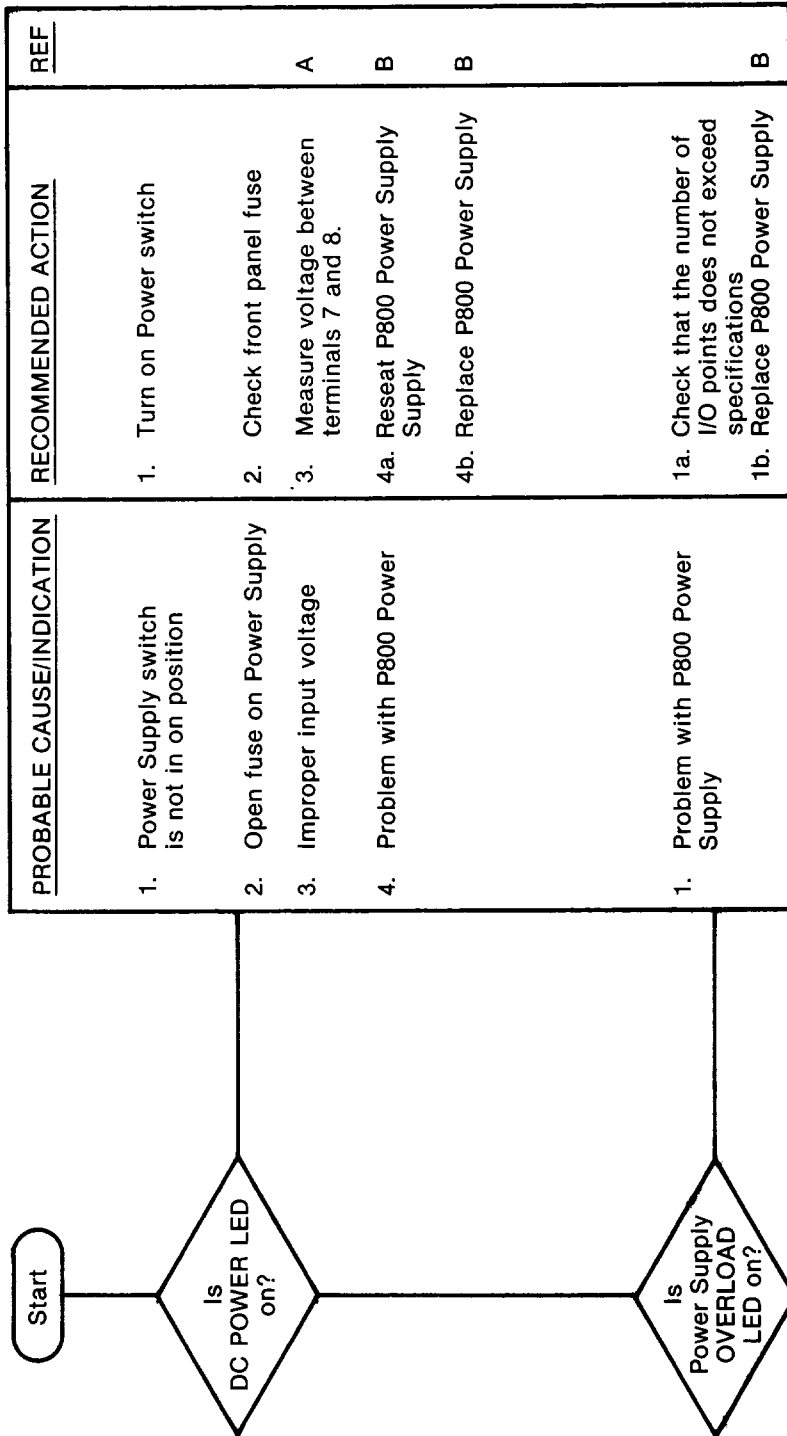 Start
Is
DC POWER LED
on?
Is
Power Supply
OVERLOAD
LED on?
PROBABLE CAUSE/INDICATION
1. Power Supply switch
is not in on position
2. Open fuse on Power Supply
3. Improper input voltage
4. Problem with P800 Power
1. Problem with P800 Power
Supply
RECOMMENDED ACTION
1. Turn on Power switch
2. Check front panel fuse
3. Measure voltage between
terminals 7 and 8.
4a. Reseat P800 Power Supply
Supply
4b. Replace P800 Power Supply
1a. Check that the number of
I/O points does not exceed
specifications
1b. Replace P800 Power Supply
REF
A
B
B
B